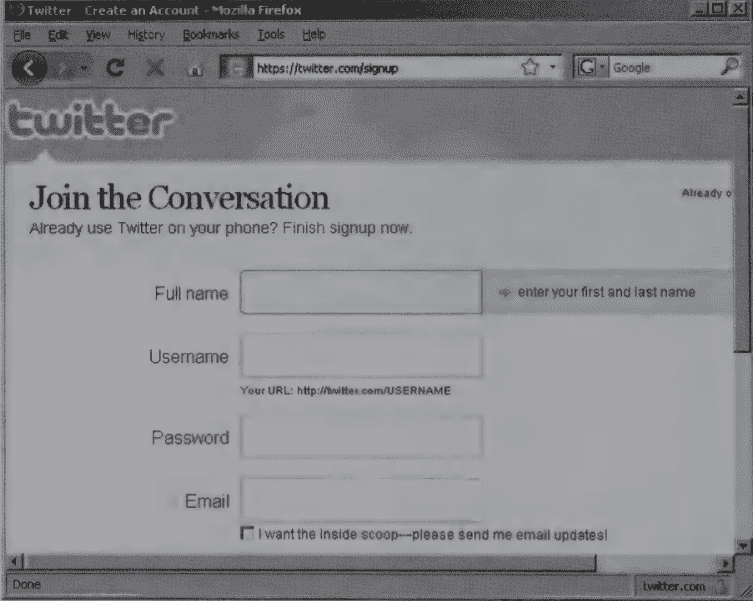 Twitter Create an Account - Mozilla Firefox
File Edit View History Bookmarks Tools Help
https://twitter.com/signup G Google
twitter
Join the Conversation
Already o
Already use Twitter on your phone? Finish signup now.
Full name
enter your first and last name
Username
Your URL: http://twitter.com/USERNAME
Password
Email
I want the inside scoop—please send me email updates!
Done twitter.com